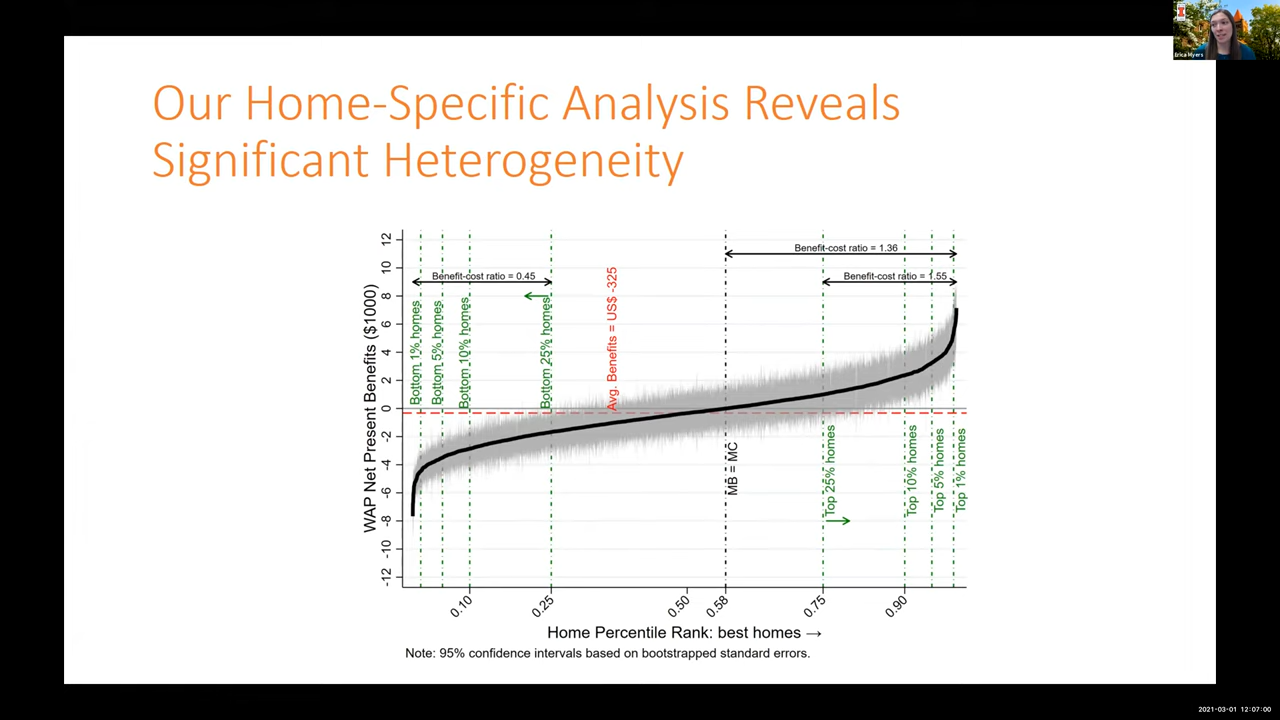 Erica Myers
Our Home-Specific Analysis Reveals
Significant Heterogeneity
WAP Net Present Benefits ($1000)
12
10
8
6
4
2
0
-2
-4
-6
-8
-10
-12
Benefit-cost ratio = 0.45
Benefit-cost ratio = 1.36
Benefit-cost ratio = 1.55
Bottom 1% homes
Bottom 5% homes
Bottom 10% homes
Bottom 25% homes
Avg. Benefits = US$ -325
MB = MC
Top 25% homes
Top 10% homes
Top 5% homes
Top 1% homes
0.10
0.25
0.50
0.58
0.75
0.90
Home Percentile Rank: best homes →
Note: 95% confidence intervals based on bootstrapped standard errors.
2021-03-01 12:07:00